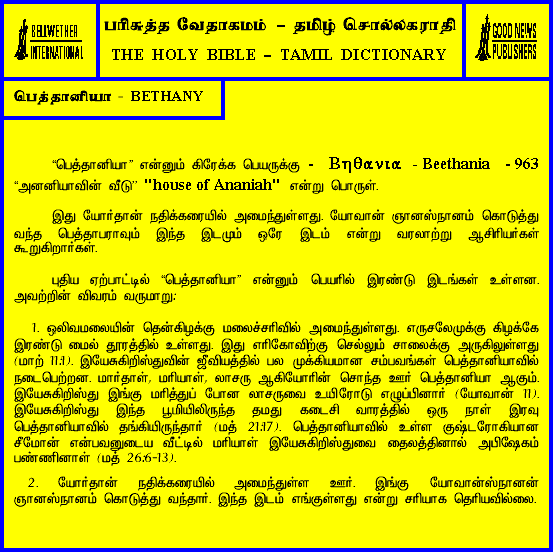 BELLWETHER
INTERNATIONAL
பரிசுத்த வேதாகமம் – தமிழ் சொல்லகராதி
THE HOLY BIBLE – TAMIL DICTIONARY
GOOD NEWS
PUBLISHERS
பெத்தானியா - BETHANY
“பெத்தானியா” என்னும் கிரேக்க பெயருக்கு - Βηθανια - Beethania - 963
“அனனியாவின் வீடு” "house of Ananiah" என்று பொருள்.
இது யோர்தான் நதிக்கரையில் அமைந்துள்ளது. யோவான் ஞானஸ்நானம் கொடுத்து
வந்த பெத்தாபராவும் இந்த இடமும் ஒரே இடம் என்று வரலாற்று ஆசிரியர்கள்
கூறுகிறார்கள்.
புதிய ஏற்பாட்டில் “பெத்தானியா” என்னும் பெயரில் இரண்டு இடங்கள் உள்ளன.
அவற்றின் விவரம் வருமாறு:
1. ஒலிவமலையின் தென்கிழக்கு மலைச்சரிவில் அமைந்துள்ளது. எருசலேமுக்கு கிழக்கே
இரண்டு மைல் தூரத்தில் உள்ளது. இது எரிகோவிற்கு செல்லும் சாலைக்கு அருகிலுள்ளது
(மாற் 11:1). இயேசுகிறிஸ்துவின் ஜீவியத்தில் பல முக்கியமான சம்பவங்கள் பெத்தானியாவில்
நடைபெற்றன. மார்தாள், மரியாள், லாசரு ஆகியோரின் சொந்த ஊர் பெத்தானியா ஆகும்.
இயேசுகிறிஸ்து இங்கு மரித்துப் போன லாசருவை உயிரோடு எழுப்பினார் (யோவான் 11).
இயேசுகிறிஸ்து இந்த பூமியிலிருந்த தமது கடைசி வாரத்தில் ஒரு நாள் இரவு
பெத்தானியாவில் தங்கியிருந்தார் (மத் 21:17). பெத்தானியாவில் உள்ள குஷ்டரோகியான
சீமோன் என்பவனுடைய வீட்டில் மரியாள் இயேசுகிறிஸ்துவை தைலத்தினால் அபிஷேகம்
பண்ணினாள் (மத் 26:6-13).
2. யோர்தான் நதிக்கரையில் அமைந்துள்ள ஊர். இங்கு யோவான்ஸ்நானன்
ஞானஸ்நானம் கொடுத்து வந்தார். இந்த இடம் எங்குள்ளது என்று சரியாக தெரியவில்லை.